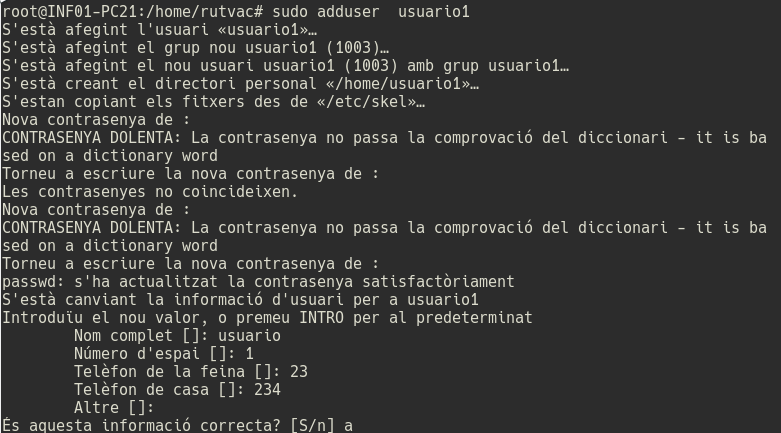 root@INF01-PC21:/home/rutvac# sudo adduser  usuario1
S'està afegint l'usuari «usuario1»…
S'està afegint el grup nou usuario1 (1003)…
S'està afegint el nou usuari usuario1 (1003) amb grup usuario1…
S'està creant el directori personal «/home/usuario1»…
S'estan copiant els fitxers des de «/etc/skel»…
Nova contrasenya de :
CONTRASENYA DOLENTA: La contrasenya no passa la comprovació del diccionari - it is ba
sed on a dictionary word
Torneu a escriure la nova contrasenya de :
Les contrasenyes no coincideixen.
Nova contrasenya de :
CONTRASENYA DOLENTA: La contrasenya no passa la comprovació del diccionari - it is ba
sed on a dictionary word
Torneu a escriure la nova contrasenya de :
passwd: s'ha actualitzat la contrasenya satisfactòriament
S'està canviant la informació d'usuari per a usuario1
Introduïu el nou valor, o premeu INTRO per al predeterminat
Nom complet []: usuario
Número d'espai []: 1
Telèfon de la feina []: 23
Telèfon de casa []: 234
Altre []:
És aquesta informació correcta? [S/n] a